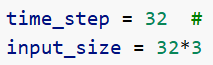 time_step = 32  #
input_size = 32*3